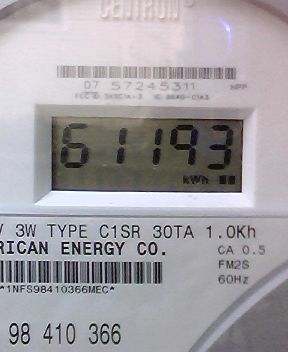 CENTRON
07 57245311 NPP
61193
kWh
V 3W TYPE C1SR 30TA 1.0Kh
RICAN ENERGY CO.
CA 0.5
FM2S
60Hz
*1NFS98410366MEC*
98 410 366